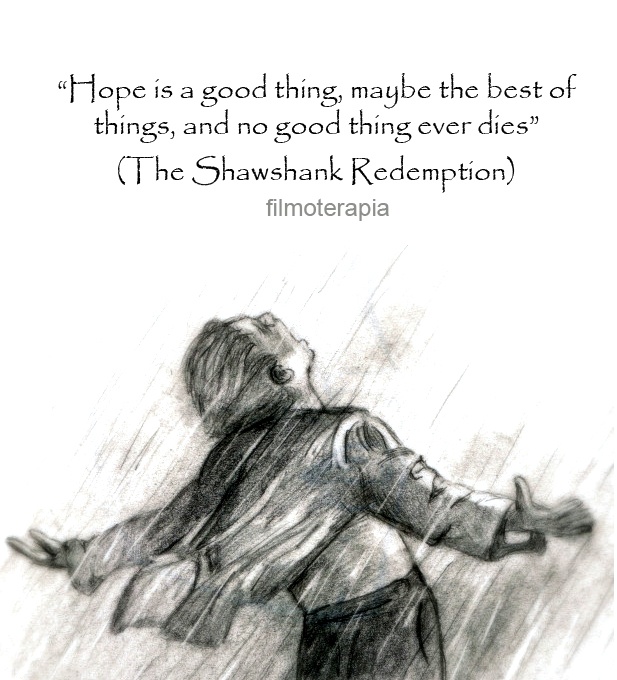 “Hope is a good thing, maybe the best of
things, and no good thing ever dies”
(The Shawshank Redemption)
filmoterapia